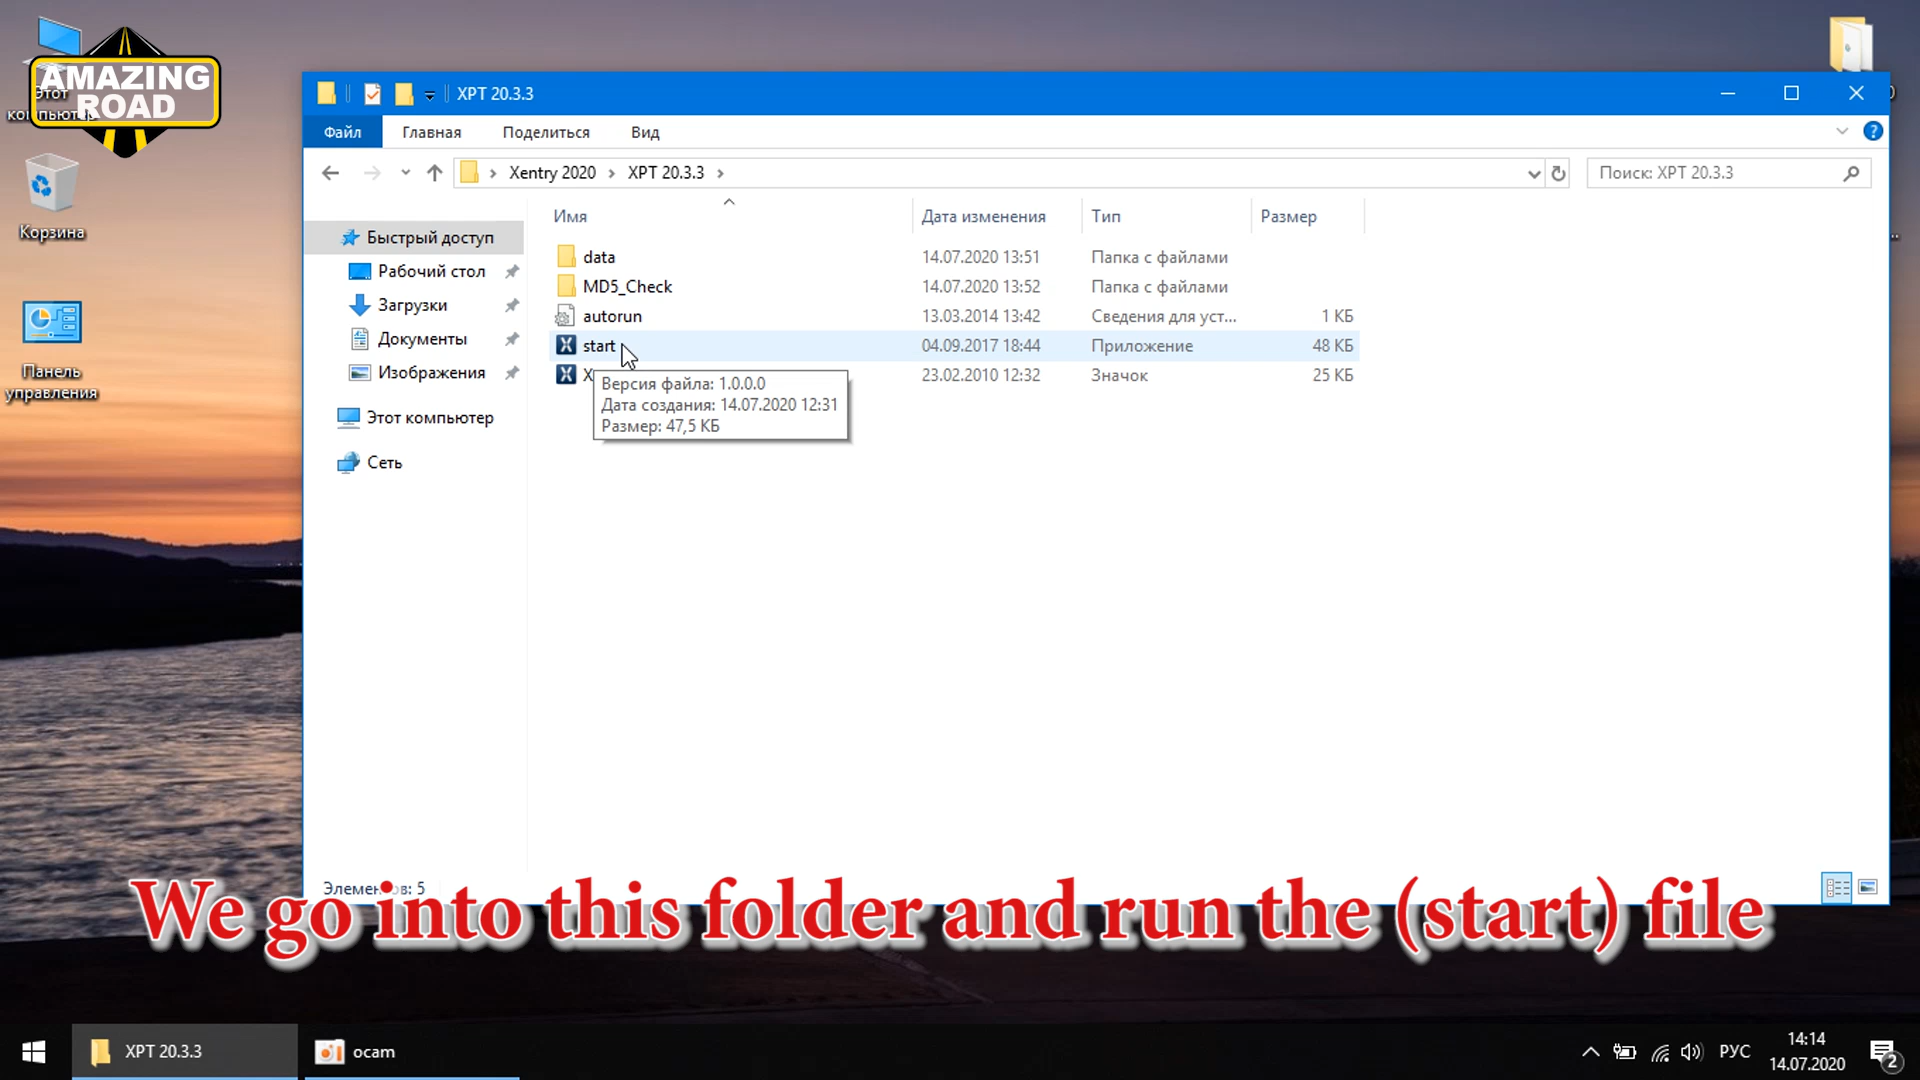 AMAZING
ROAD
Этот
Корзина
Панель
управления
XPT 20.3.3
Файл
Главная
Поделиться
Вид
Xentry 2020
XPT 20.3.3
Поиск: XPT 20.3.3
Имя
Дата изменения
Тип
Размер
Быстрый доступ
Рабочий стол
Загрузки
Документы
Изображения
Этот компьютер
Сеть
data 14.07.2020 13:51 Папка с файлами
MD5_Check 14.07.2020 13:52 Папка с файлами
autorun 13.03.2014 13:42 Сведения для уст... 1 КБ
start 04.09.2017 18:44 Приложение 48 КБ
X 23.02.2010 12:32 Значок 25 КБ
Версия файла: 1.0.0.0
Дата создания: 14.07.2020 12:31
Размер: 47,5 КБ
Элементов: 5
We go into this folder and run the (start) file
XPT 20.3.3
ocam
РУС
14:14
14.07.2020
2